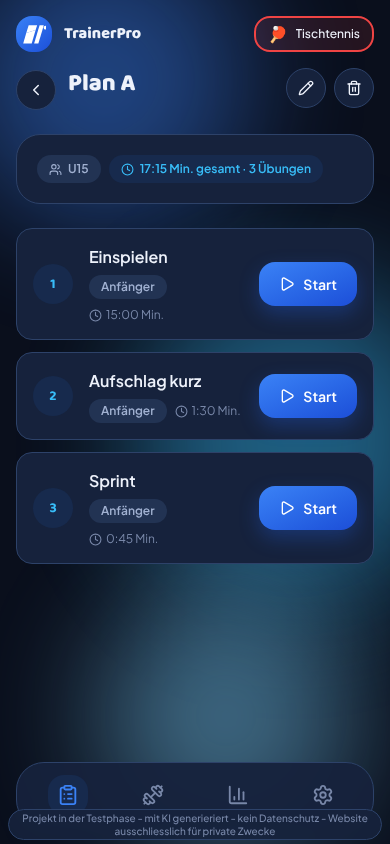 TrainerPro
Tischtennis
Plan A
U15
17:15 Min. gesamt · 3 Übungen
1
Einspielen
Anfänger
15:00 Min.
Start
2
Aufschlag kurz
Anfänger
1:30 Min.
Start
3
Sprint
Anfänger
0:45 Min.
Start
Projekt in der Testphase – mit KI generieriert – kein Datenschutz – Website
ausschliesslich für private Zwecke